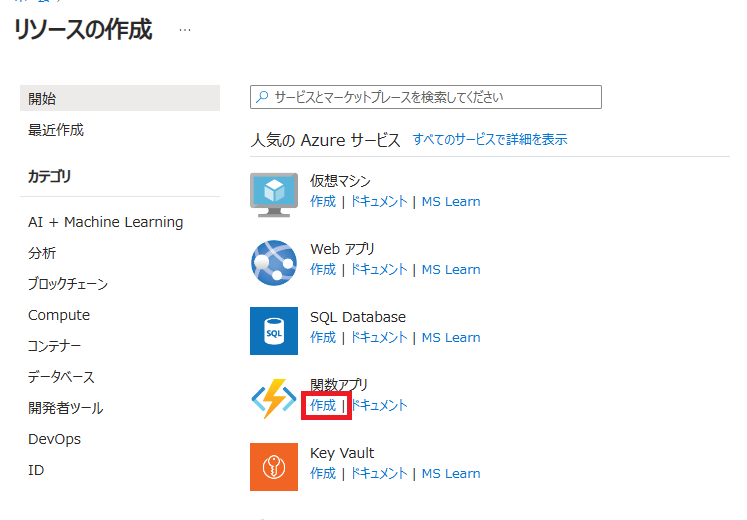 リソースの作成 ...
開始
最近作成
カテゴリ
AI + Machine Learning
分析
ブロックチェーン
Compute
コンテナー
データベース
開発者ツール
DevOps
ID
サービスとマーケットプレースを検索してください
人気の Azure サービス すべてのサービスで詳細を表示
仮想マシン
作成 | ドキュメント | MS Learn
Web アプリ
作成 | ドキュメント | MS Learn
SQL
SQL Database
作成 | ドキュメント | MS Learn
関数アプリ
作成 | ドキュメント
Key Vault
作成 | ドキュメント | MS Learn